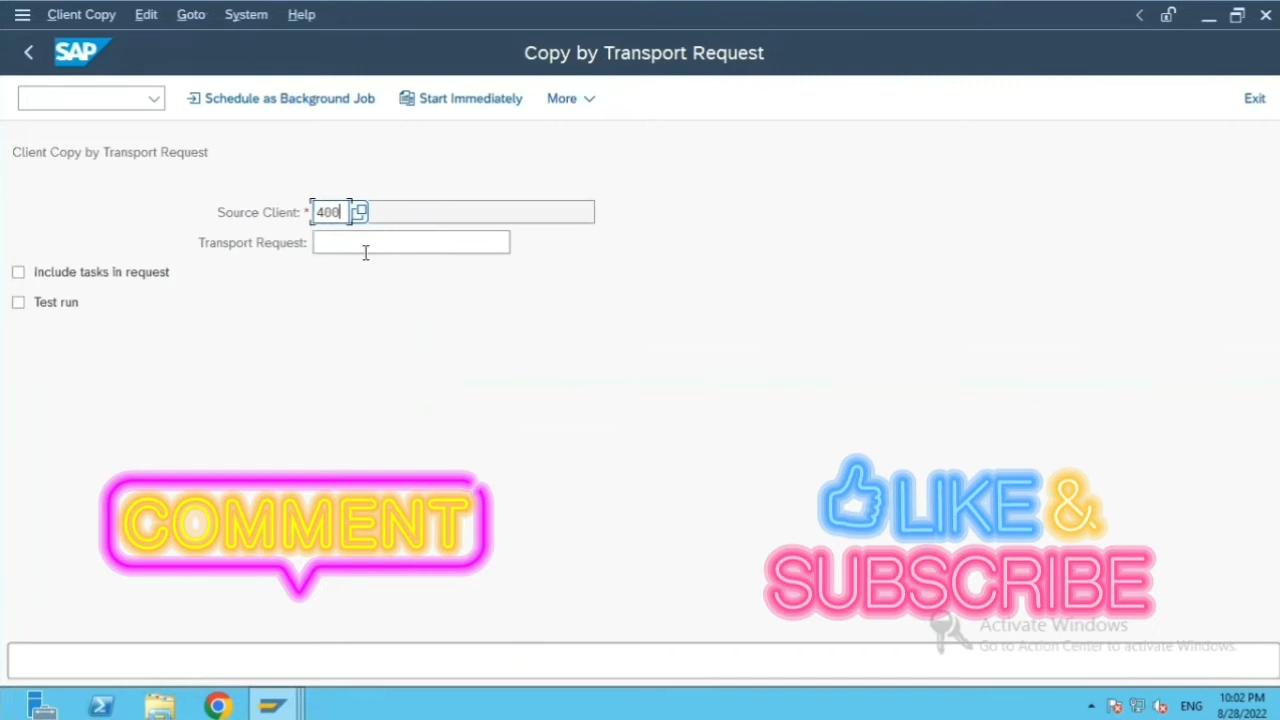 Client Copy Edit Goto System Help
SAP Copy by Transport Request
Schedule as Background Job Start Immediately More Exit
Client Copy by Transport Request
Source Client: * 400
Transport Request:
Include tasks in request
Test run
COMMENT
LIKE &
SUBSCRIBE
Activate Windows
Go to Action Center to activate Windows.
ENG
10:02 PM
8/28/2022